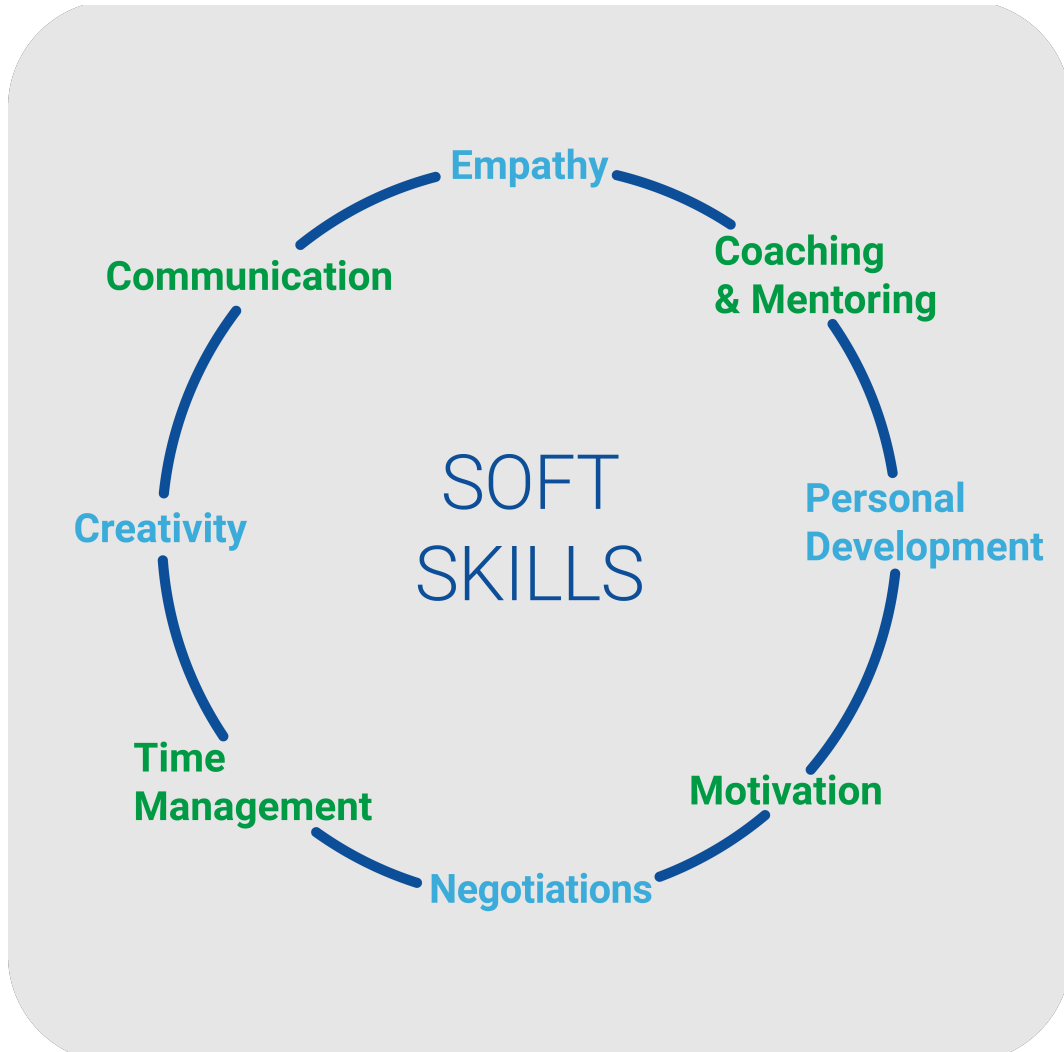 Empathy
Coaching
& Mentoring
Communication
SOFT
SKILLS
Personal
Development
Creativity
Time
Management
Motivation
Negotiations